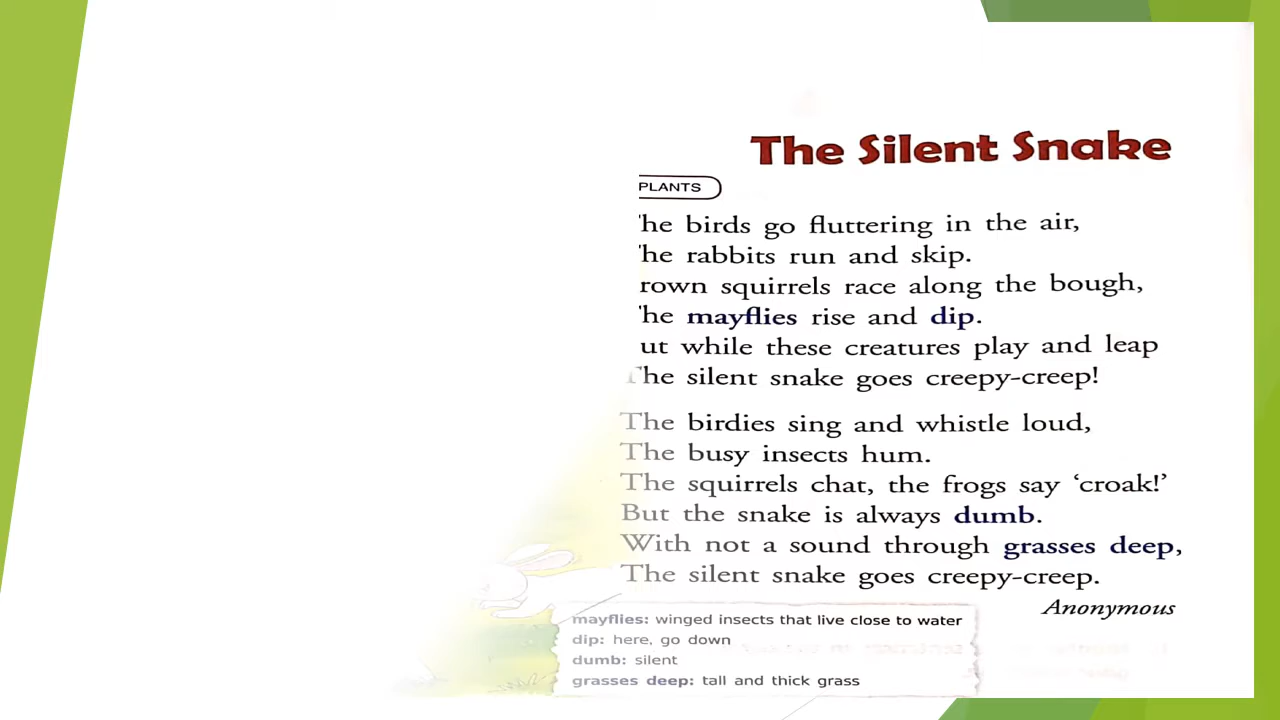 The Silent Snake
PLANTS
he birds go fluttering in the air,
he rabbits run and skip.
rown squirrels race along the bough,
he mayflies rise and dip.
ut while these creatures play and leap
The silent snake goes creepy-creep!
The birdies sing and whistle loud,
The busy insects hum.
The squirrels chat, the frogs say ‘croak!’
But the snake is always dumb.
With not a sound through grasses deep,
The silent snake goes creepy-creep.
Anonymous
mayflies: winged insects that live close to water
dip: here, go down
dumb: silent
grasses deep: tall and thick grass